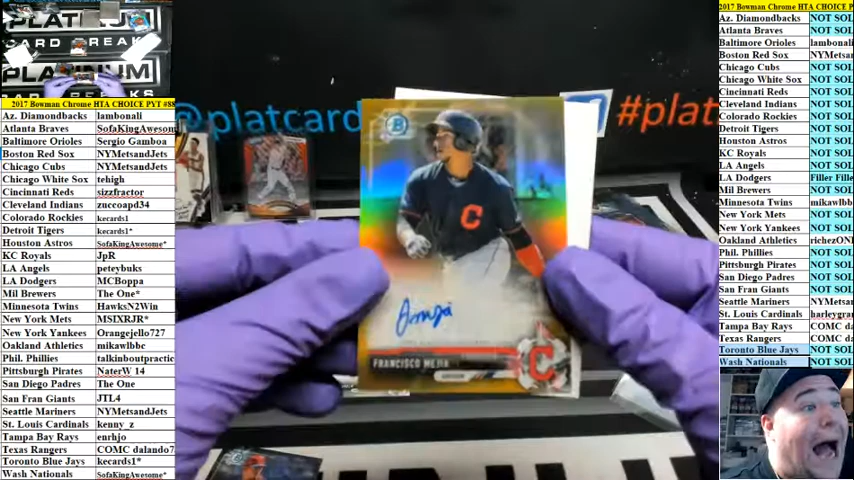 PLATINUM
CARD BREAKS
PLATINUM
CARD BREAKS
2017 Bowman Chrome HTA CHOICE PYT #88
Az. Diamondbacks lambonali
Atlanta Braves SofaKingAwesom
Baltimore Orioles Sergio Gamboa
Boston Red Sox NYMetsandJets
Chicago Cubs NYMetsandJets
Chicago White Sox tehigh
Cincinnati Reds sizzfractor
Cleveland Indians zuccoapd34
Colorado Rockies kecards1
Detroit Tigers kecards1*
Houston Astros SofaKingAwesome*
KC Royals JpR
LA Angels peteybuks
LA Dodgers MCBoppa
Mil Brewers The One*
Minnesota Twins HawksN2Win
New York Mets MSIXRJR*
New York Yankees Orangejello727
Oakland Athletics mikawlbbc
Phil. Phillies talkinboutpractic
Pittsburgh Pirates NaterW 14
San Diego Padres The One
San Fran Giants JTL4
Seattle Mariners NYMetsandJets
St. Louis Cardinals kenny_z
Tampa Bay Rays enrhjo
Texas Rangers COMC dalando7
Toronto Blue Jays kecards1*
Wash Nationals SofaKingAwesome*
@platcard
#plat
B
C
Omeja
FRANCISCO MEJIA
C
2017 Bowman Chrome HTA CHOICE P
Az. Diamondbacks NOT SOL
Atlanta Braves NOT SOL
Baltimore Orioles lambonali
Boston Red Sox NYMetsan
Chicago Cubs NOT SOL
Chicago White Sox NOT SOL
Cincinnati Reds NOT SOL
Cleveland Indians NOT SOL
Colorado Rockies NOT SOL
Detroit Tigers NOT SOL
Houston Astros NOT SOL
KC Royals NOT SOL
LA Angels NOT SOL
LA Dodgers Filler Fille
Mil Brewers NOT SOL
Minnesota Twins mikawlbb
New York Mets NOT SOL
New York Yankees NOT SOL
Oakland Athletics richezON
Phil. Phillies NOT SOL
Pittsburgh Pirates NOT SOL
San Diego Padres NOT SOL
San Fran Giants NOT SOL
Seattle Mariners NYMetsan
St. Louis Cardinals harleygran
Tampa Bay Rays COMC da
Texas Rangers COMC da
Toronto Blue Jays NOT SOL
Wash Nationals NOT SOL